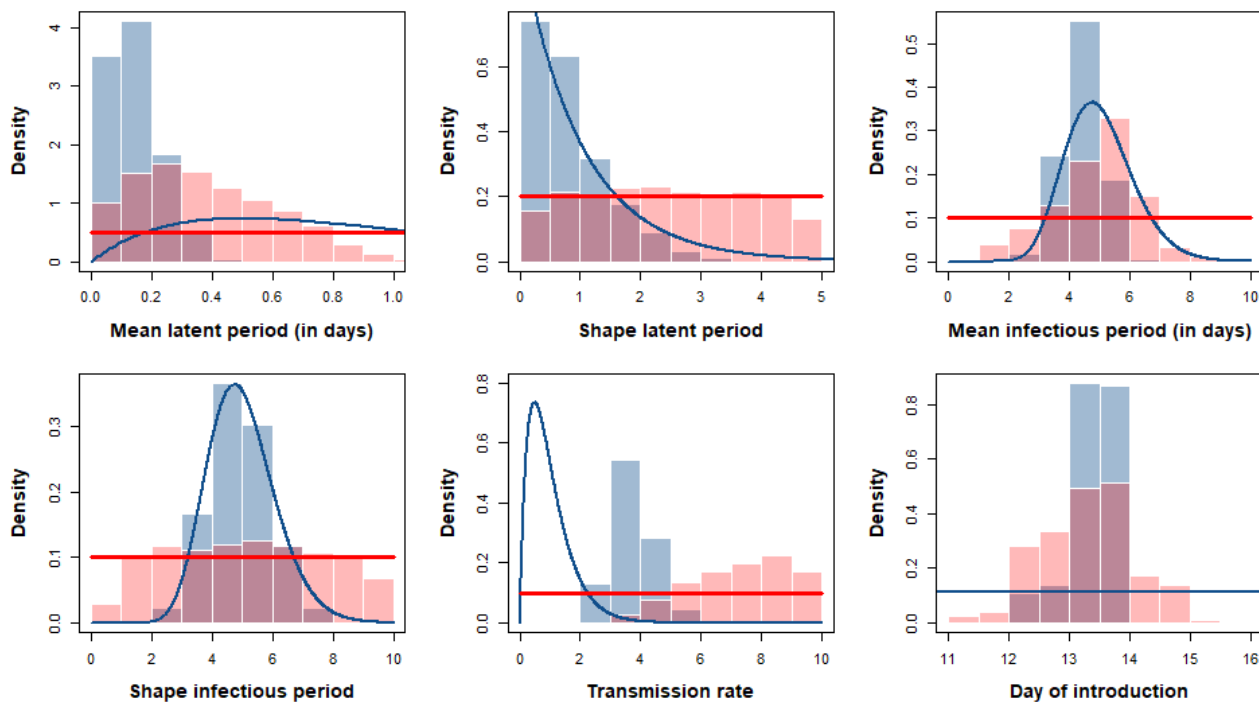 Density
4
3
2
1
0
0.0 0.2 0.4 0.6 0.8 1.0
Mean latent period (in days)
Density
0.6
0.4
0.2
0.0
0 1 2 3 4 5
Shape latent period
Density
0.5
0.4
0.3
0.2
0.1
0.0
0 2 4 6 8 10
Mean infectious period (in days)
Density
0.3
0.2
0.1
0.0
0 2 4 6 8 10
Shape infectious period
Density
0.8
0.6
0.4
0.2
0.0
0 2 4 6 8 10
Transmission rate
Density
0.8
0.6
0.4
0.2
0.0
11 12 13 14 15 16
Day of introduction